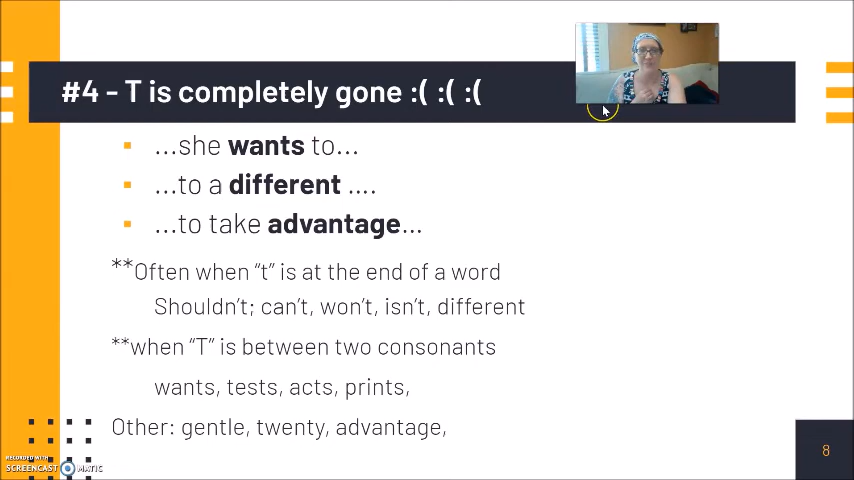 #4 - T is completely gone :( :( :(
...she wants to...
...to a different ....
...to take advantage...
**Often when “t” is at the end of a word
Shouldn’t; can’t, won’t, isn’t, different
**when “T” is between two consonants
wants, tests, acts, prints,
Other: gentle, twenty, advantage,
8
RECORDED WITH
SCREENCAST MATIC